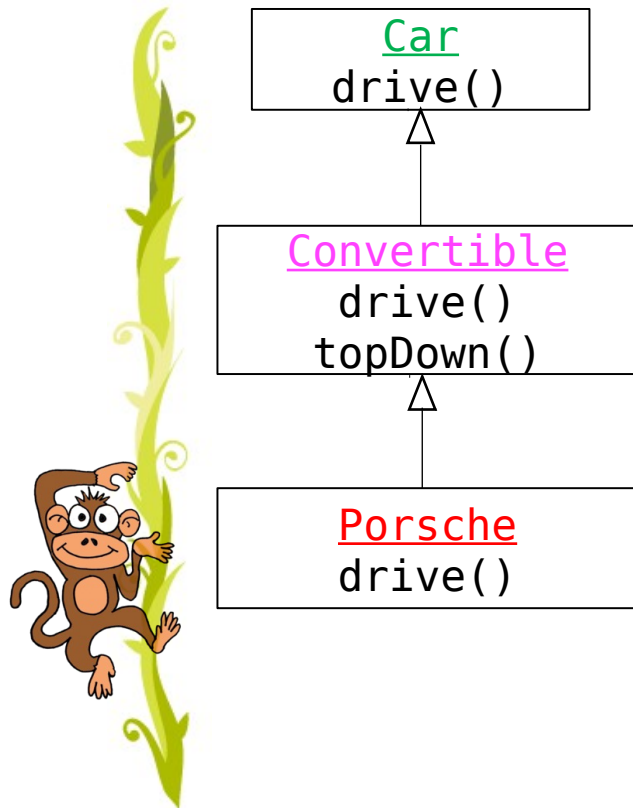 Car
drive()
Convertible
drive()
topDown()
Porsche
drive()